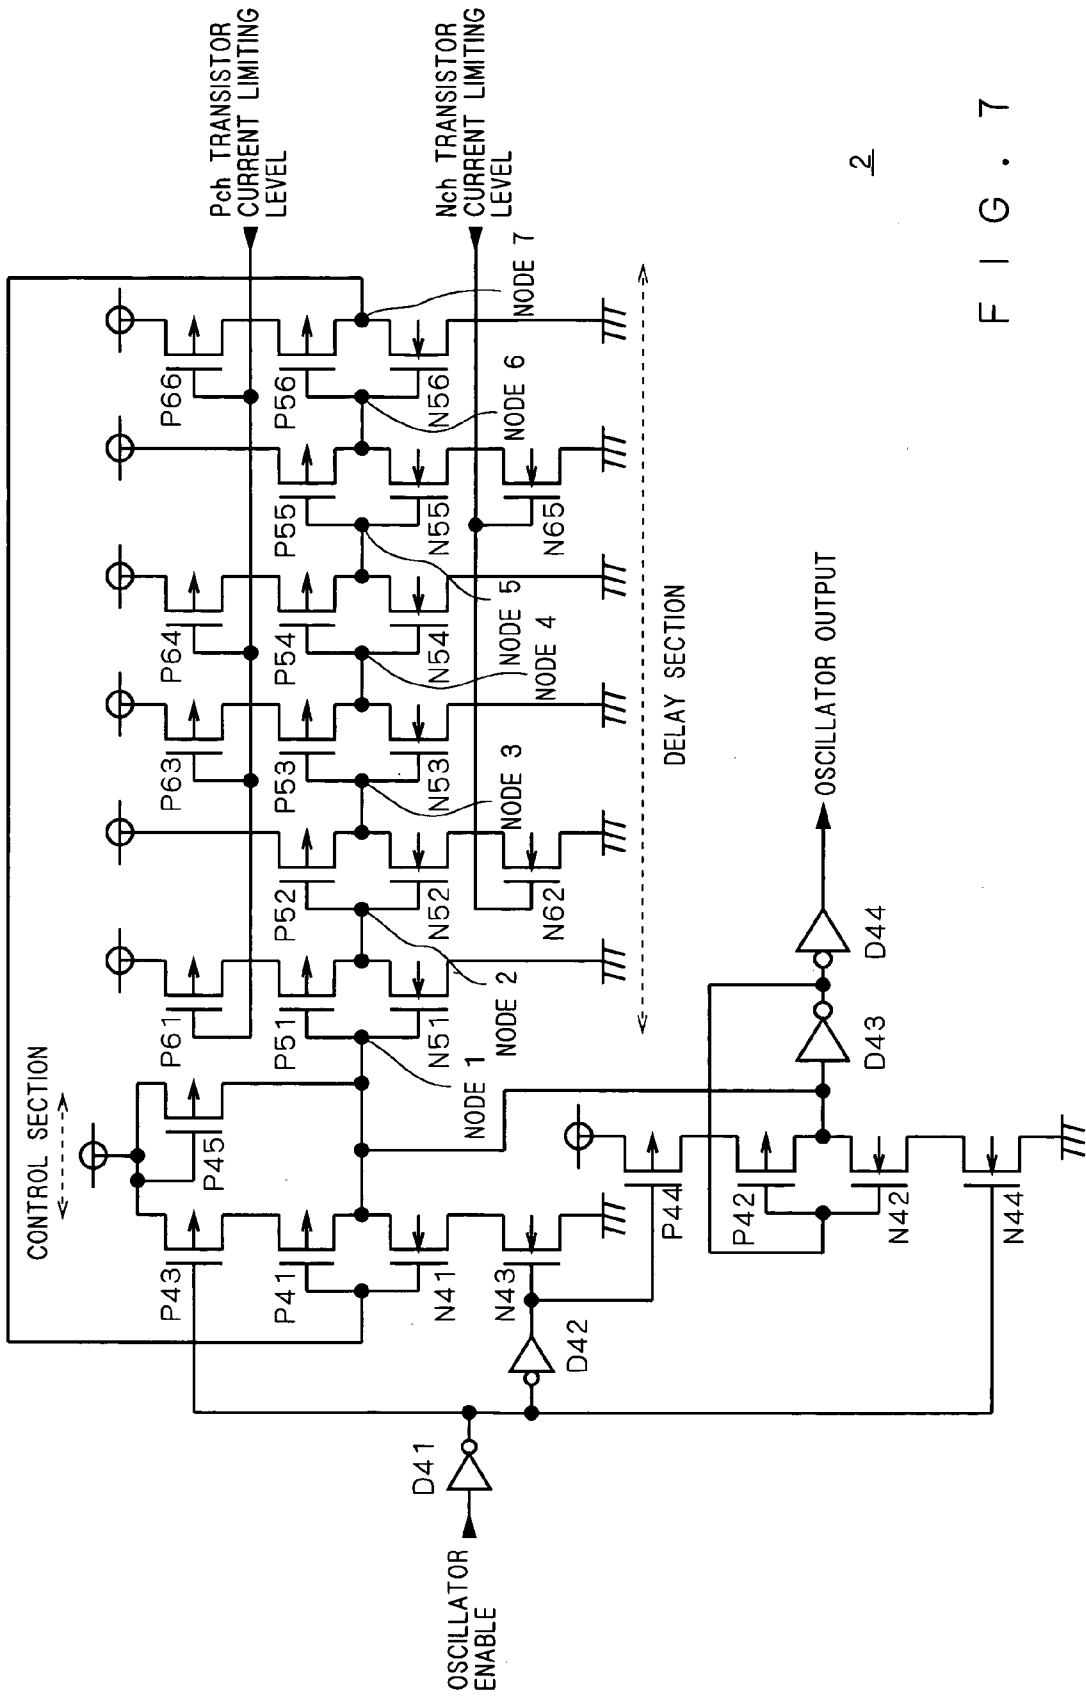 CONTROL SECTION
Pch TRANSISTOR
CURRENT LIMITING
LEVEL
Nch TRANSISTOR
CURRENT LIMITING
LEVEL
P43
P45
P61
P63
P64
P66
P41
P51
P52
P53
P54
P55
P56
N41
N51
N52
N53
N54
N55
N56
N43
N62
N65
NODE 1
NODE 2
NODE 3
NODE 4
NODE 5
NODE 6
NODE 7
DELAY SECTION
OSCILLATOR
ENABLE
D41
D42
P44
P42
N42
N44
D43
D44
OSCILLATOR OUTPUT
2
FIG. 7